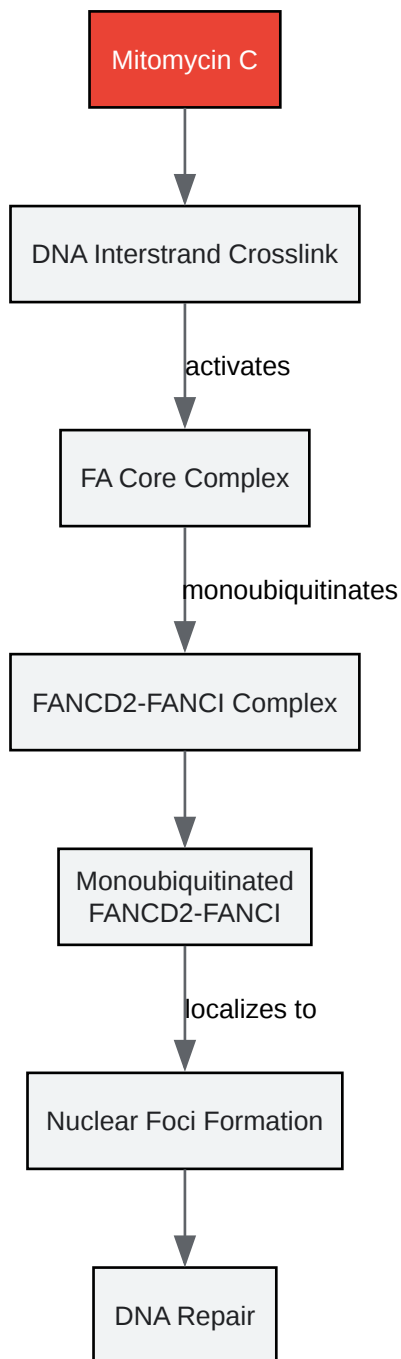 Mitomycin C
DNA Interstrand Crosslink
activates
FA Core Complex
monoubiquitinates
FANCD2-FANCI Complex
Monoubiquitinated
FANCD2-FANCI
localizes to
Nuclear Foci Formation
DNA Repair